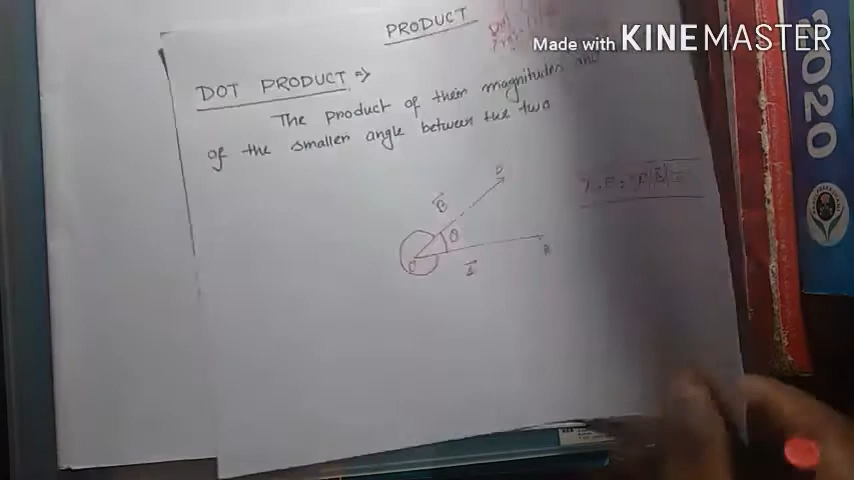 PRODUCT
Made with KINEMASTER
DOT PRODUCT ⇒
The product of their magnitudes
of the smaller angle between the two
B
θ
A
O
2020